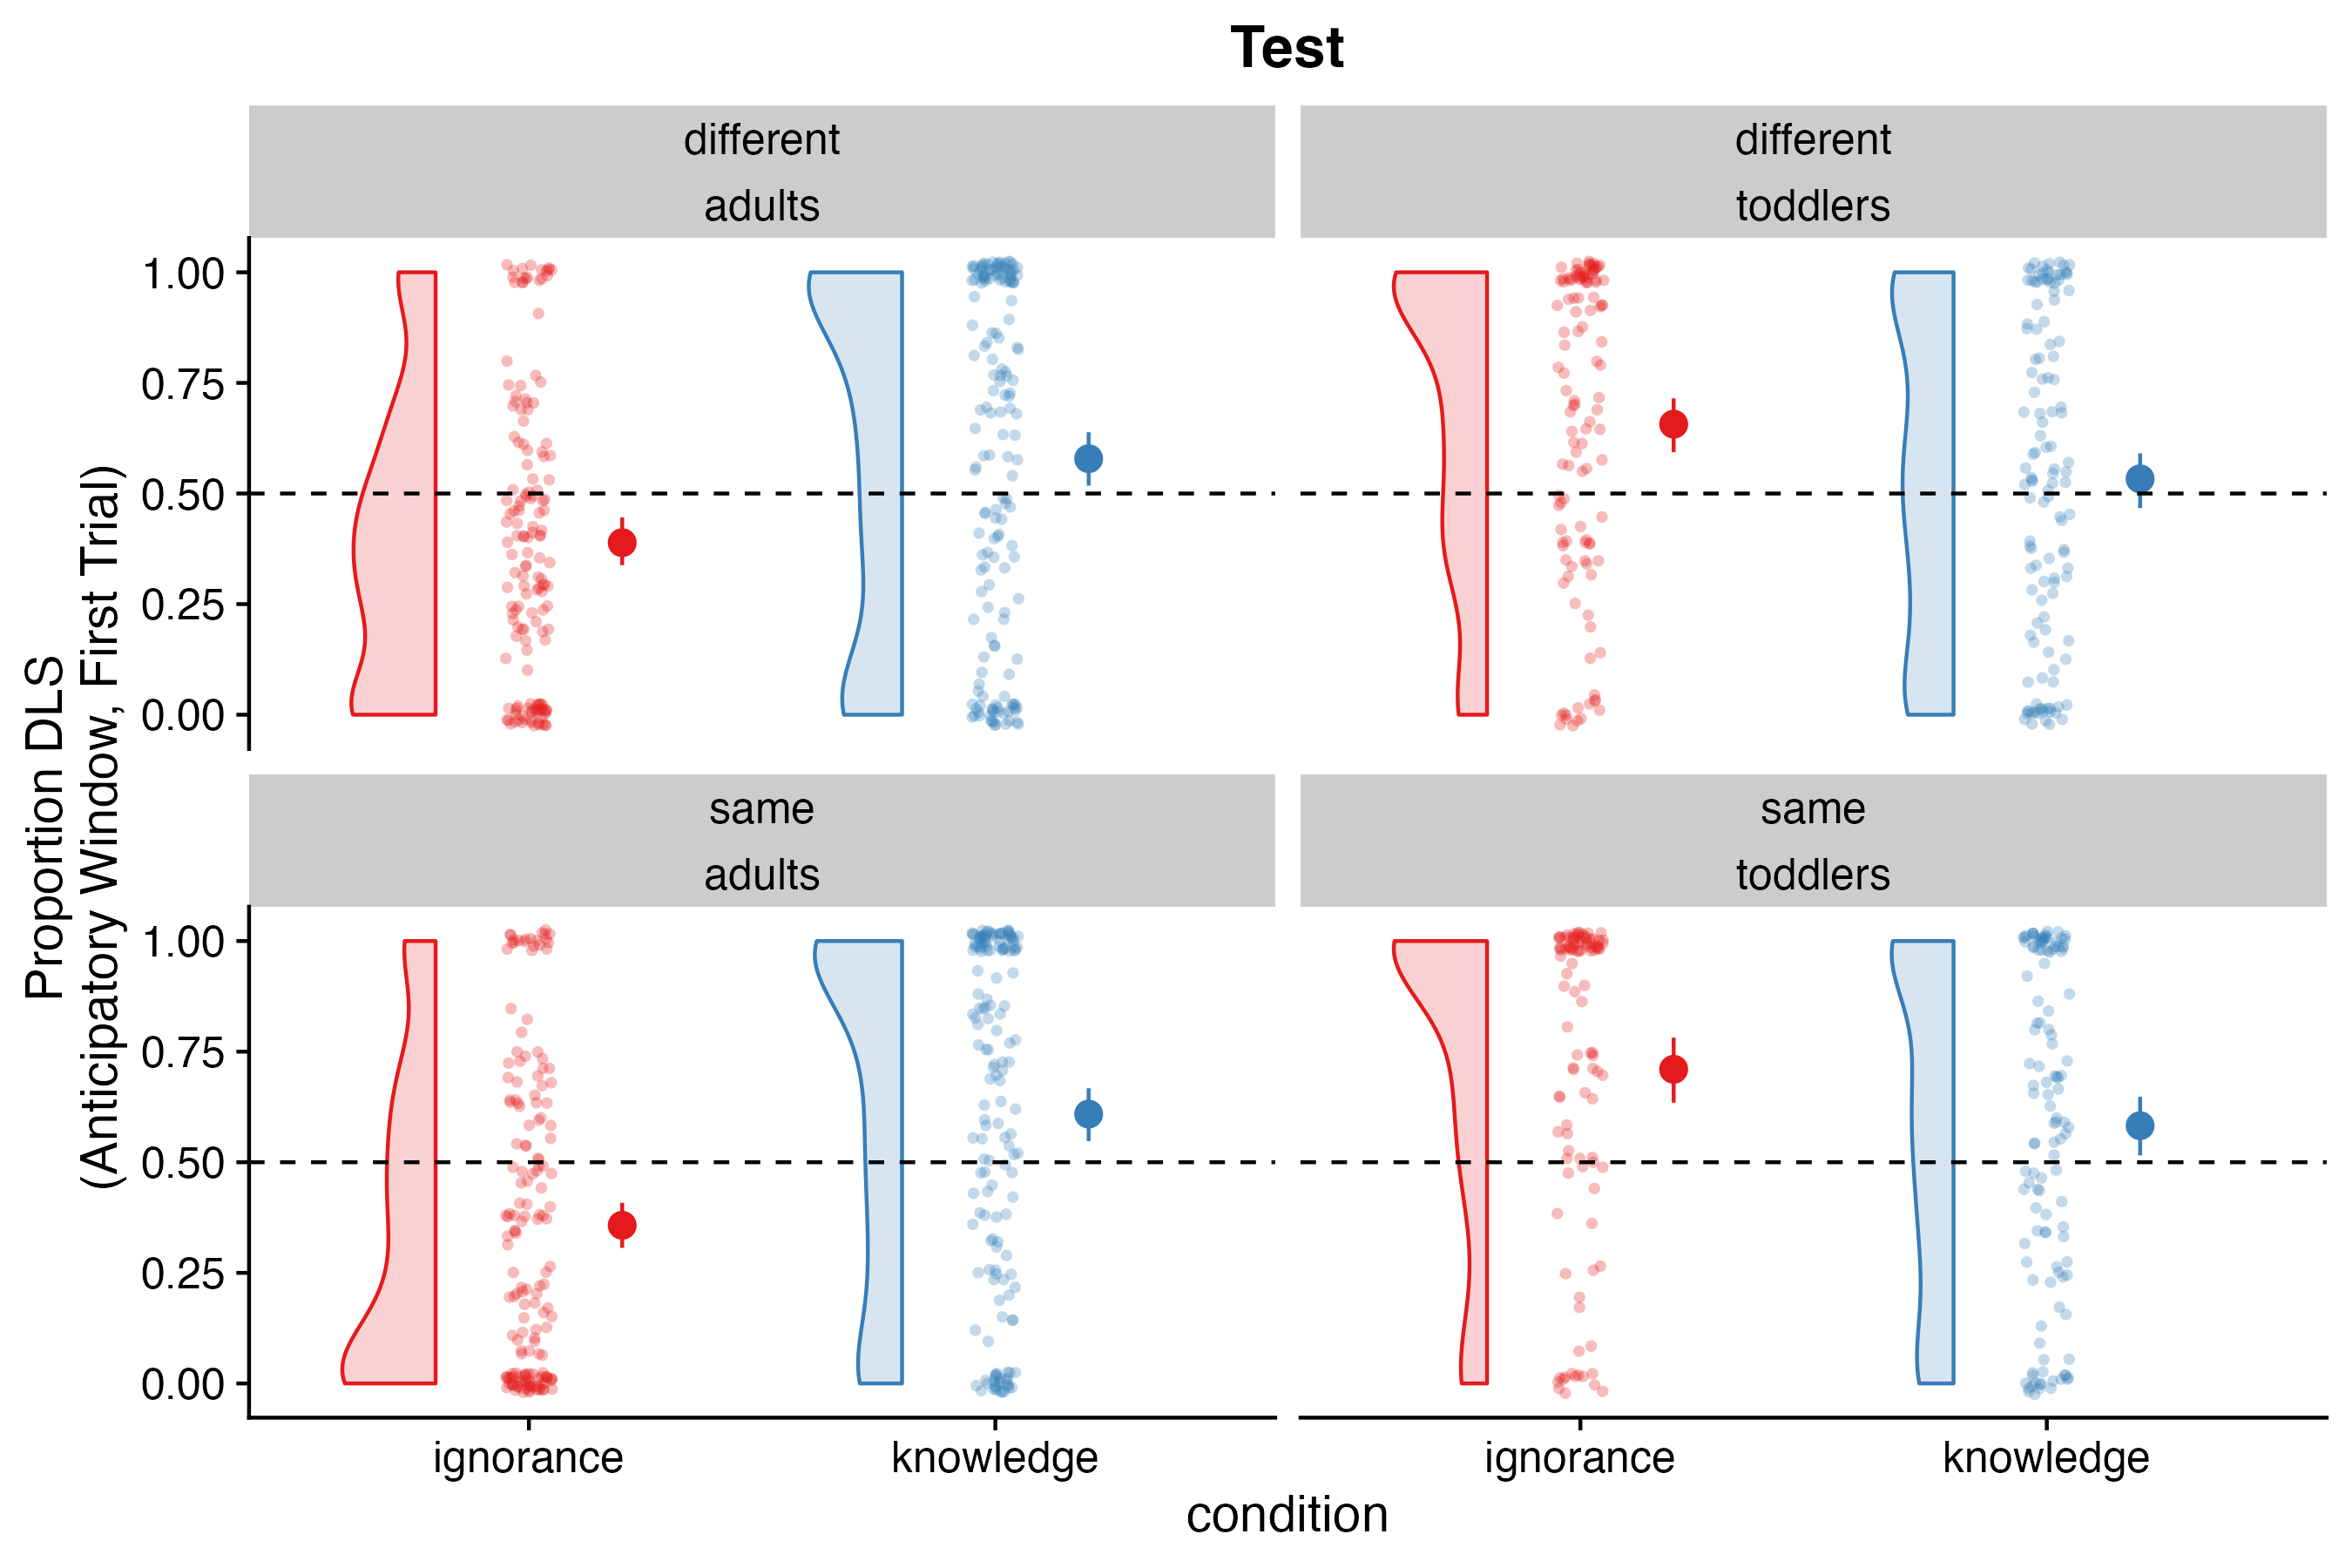 Test
different
adults
different
toddlers
1.00
0.75
0.50
0.25
0.00
same
adults
same
toddlers
1.00
0.75
0.50
0.25
0.00
Proportion DLS
(Anticipatory Window, First Trial)
ignorance
knowledge
ignorance
knowledge
condition